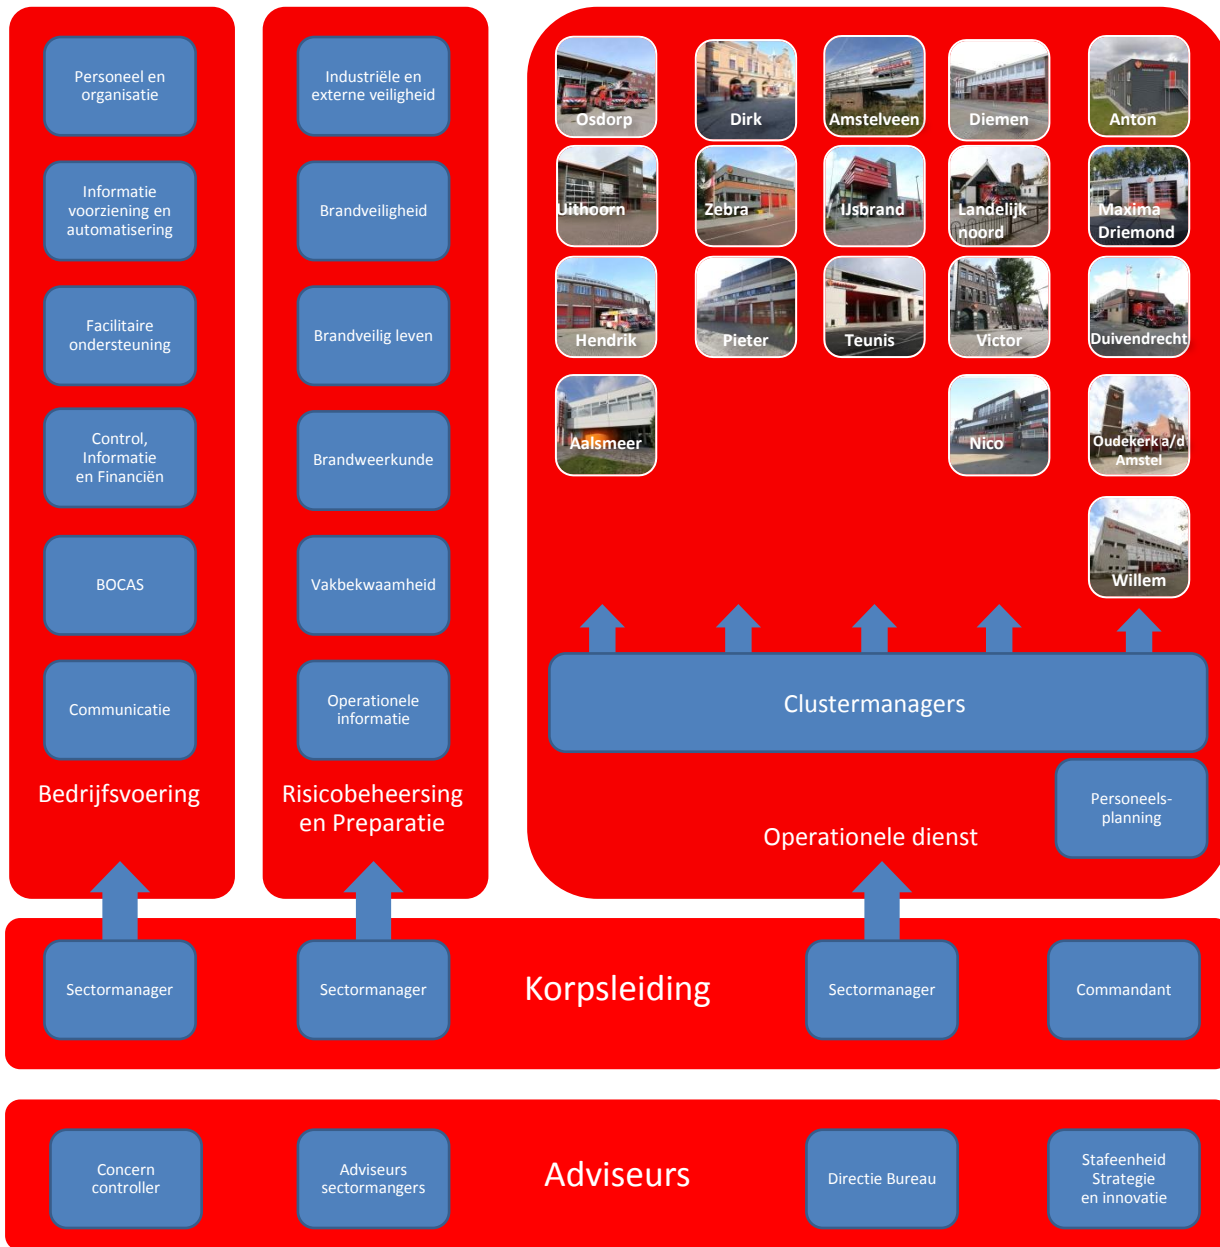 Personeel en
organisatie
Informatie
voorziening en
automatisering
Facilitaire
ondersteuning
Control,
Informatie
en Financiën
BOCAS
Communicatie
Bedrijfsvoering
Industriële en
externe veiligheid
Brandveiligheid
Brandveilig leven
Brandweerkunde
Vakbekwaamheid
Operationele
informatie
Risicobeheersing
en Preparatie
Osdorp
Dirk
Amstelveen
Diemen
Anton
Uithoorn
Zebra
IJsbrand
Landelijk
noord
Maxima
Driemond
Hendrik
Pieter
Teunis
Victor
Duivendrecht
Aalsmeer
Nico
Oudekerk a/d
Amstel
Willem
Clustermanagers
Personeels-
planning
Operationele dienst
Sectormanager
Sectormanager
Korpsleiding
Sectormanager
Commandant
Concern
controller
Adviseurs
sectormangers
Adviseurs
Directie Bureau
Stafeenheid
Strategie
en innovatie